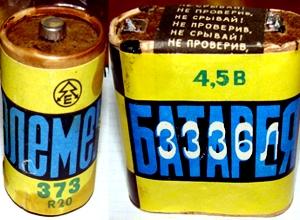 Е
Элеме
373
R20
НЕ ПРОВЕРИВ,
НЕ СРЫВАЙ!
НЕ ПРОВЕРИВ,
НЕ СРЫВАЙ!
НЕ ПРОВЕРИВ,
4,5 В
БАТАРЕЯ
3336Л